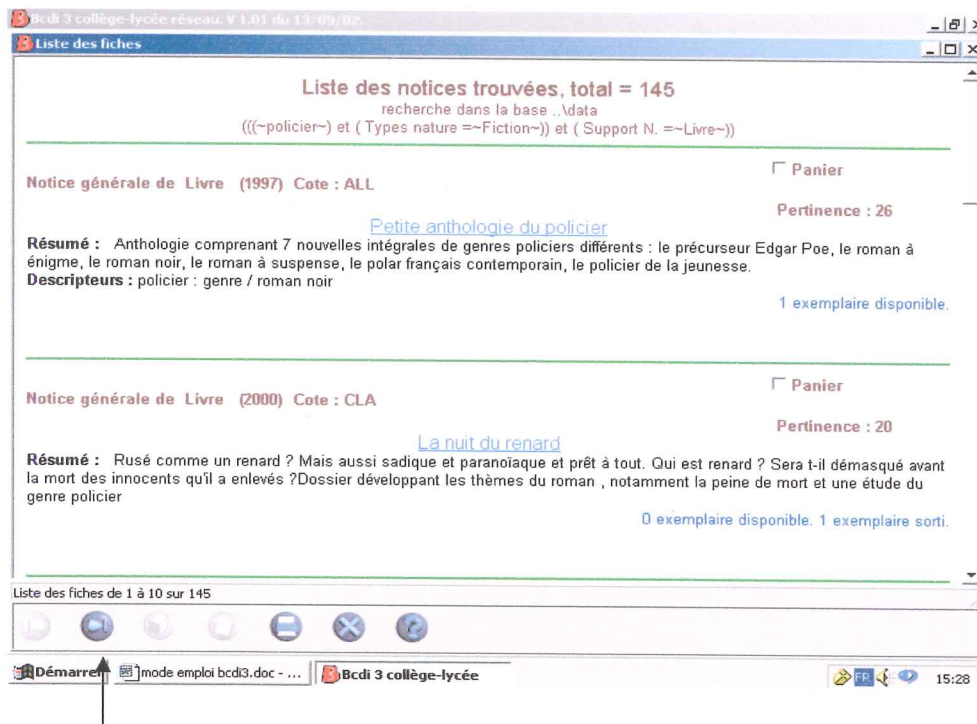 Bcdi 3 collège-lycée réseau. V 1.01 du 13/09/02.
Liste des fiches
Liste des notices trouvées, total = 145
recherche dans la base ..\data
(((~policier~) et ( Types nature =~Fiction~)) et ( Support N. =~Livre~))
Panier
Notice générale de Livre (1997) Cote : ALL
Pertinence : 26
Petite anthologie du policier
Résumé : Anthologie comprenant 7 nouvelles intégrales de genres policiers différents : le précurseur Edgar Poe, le roman à
énigme, le roman noir, le roman à suspense, le polar français contemporain, le policier de la jeunesse.
Descripteurs : policier : genre / roman noir
1 exemplaire disponible.
Panier
Notice générale de Livre (2000) Cote : CLA
Pertinence : 20
La nuit du renard
Résumé : Rusé comme un renard ? Mais aussi sadique et paranoïaque et prêt à tout. Qui est renard ? Sera t-il démasqué avant
la mort des innocents qu'il a enlevés ?Dossier développant les thèmes du roman , notamment la peine de mort et une étude du
genre policier
0 exemplaire disponible. 1 exemplaire sorti.
Liste des fiches de 1 à 10 sur 145
Démarrer mode emploi bcdi3.doc - ... Bcdi 3 collège-lycée FR 15:28